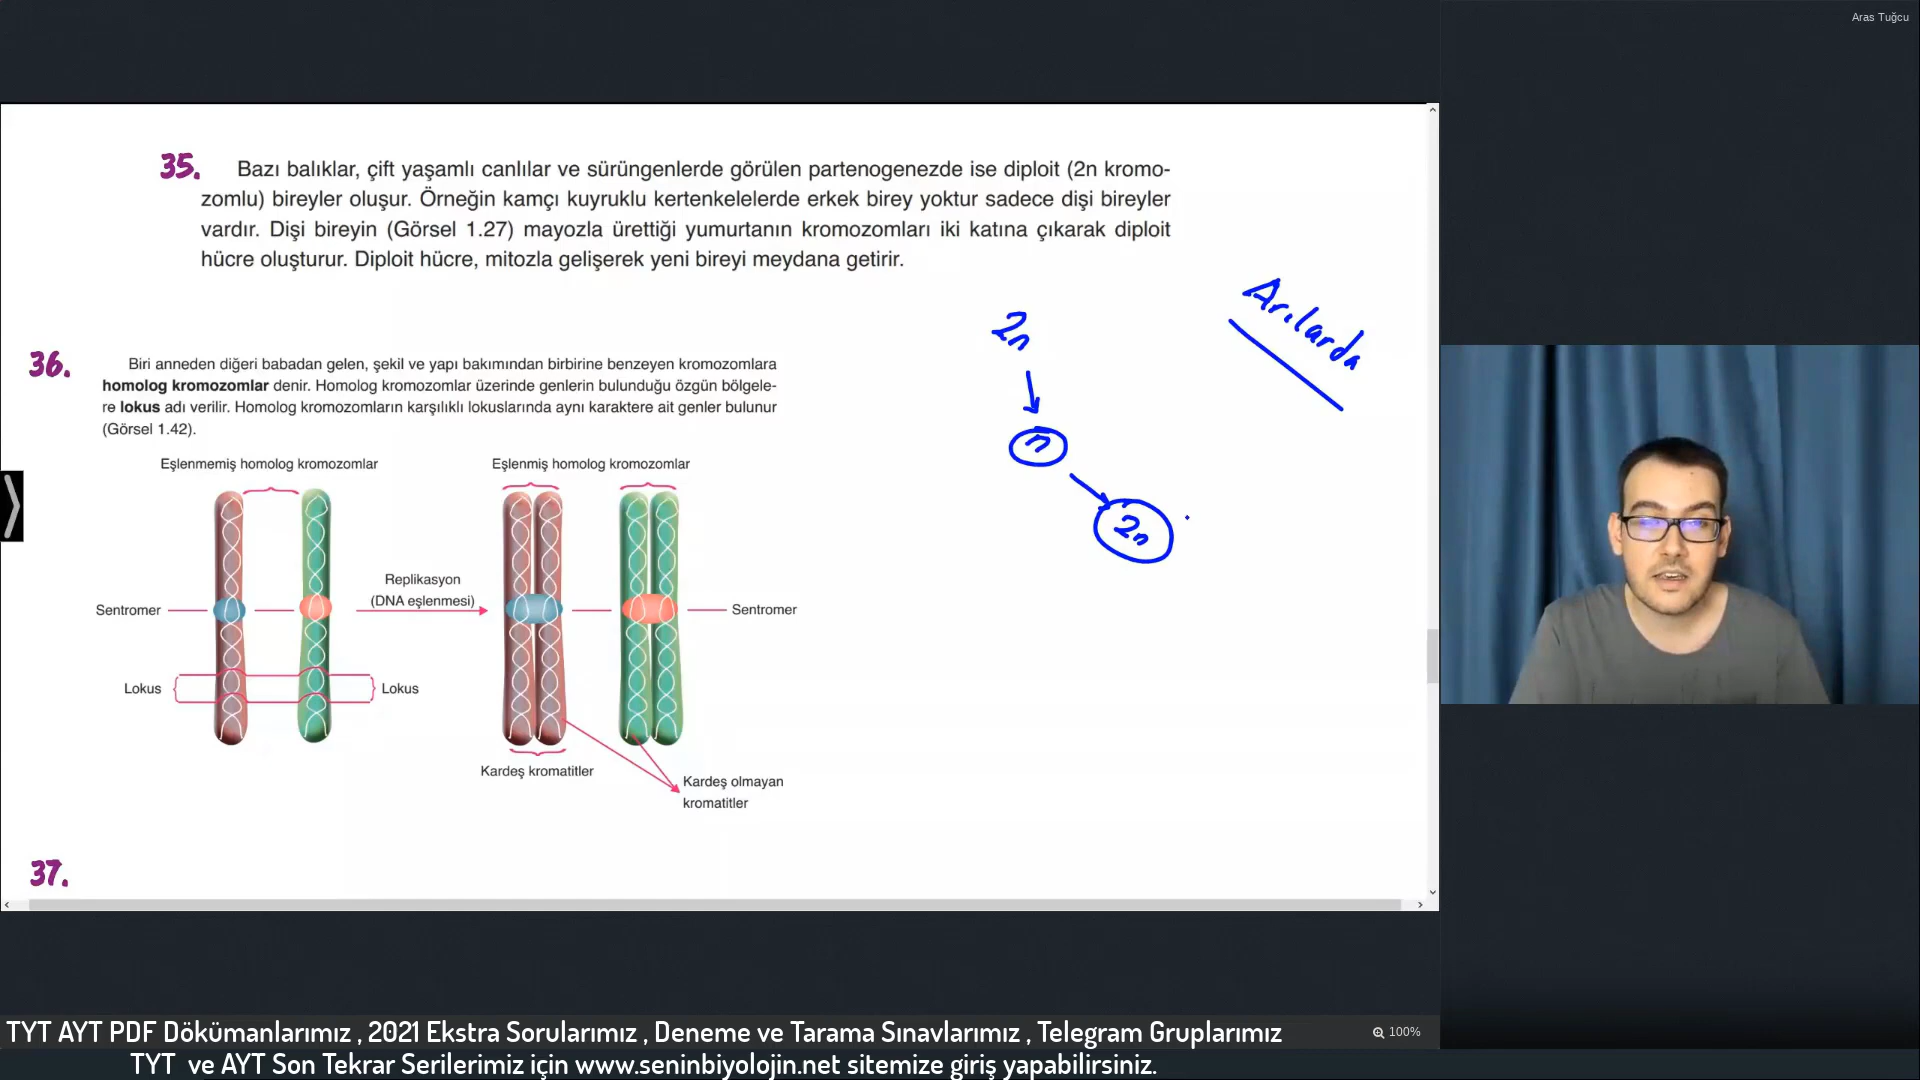 Aras Tuğcu
35. Bazı balıklar, çift yaşamlı canlılar ve sürüngenlerde görülen partenogenezde ise diploit (2n kromo-
zomlu) bireyler oluşur. Örneğin kamçı kuyruklu kertenkelelerde erkek birey yoktur sadece dişi bireyler
vardır. Dişi bireyin (Görsel 1.27) mayozla ürettiği yumurtanın kromozomları iki katına çıkarak diploit
hücre oluşturur. Diploit hücre, mitozla gelişerek yeni bireyi meydana getirir.
Arılarda
2n
n
2n
36. Biri anneden diğeri babadan gelen, şekil ve yapı bakımından birbirine benzeyen kromozomlara
homolog kromozomlar denir. Homolog kromozomlar üzerinde genlerin bulunduğu özgün bölgele-
re lokus adı verilir. Homolog kromozomların karşılıklı lokuslarında aynı karaktere ait genler bulunur
(Görsel 1.42).
Eşlenmemiş homolog kromozomlar
Eşlenmiş homolog kromozomlar
Replikasyon
(DNA eşlenmesi)
Sentromer
Sentromer
Lokus
Lokus
Kardeş kromatitler
Kardeş olmayan
kromatitler
37.
TYT AYT PDF Dökümanlarımız , 2021 Ekstra Sorularımız , Deneme ve Tarama Sınavlarımız , Telegram Gruplarımız
100%
TYT ve AYT Son Tekrar Serilerimiz için www.seninbiyolojin.net sitemize giriş yapabilirsiniz.